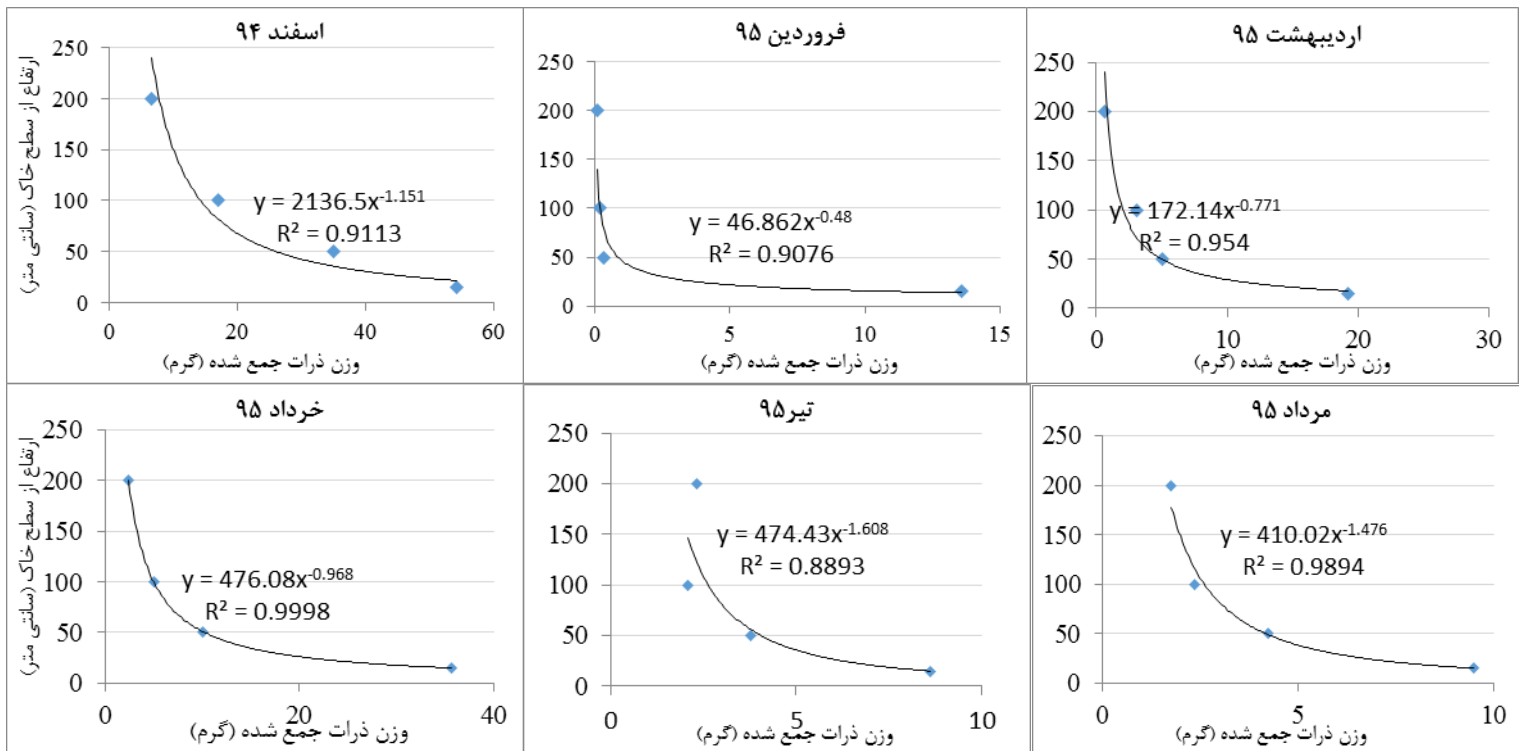 اسفند ۹۴
ارتفاع از سطح خاک (سانتی متر)
250
200
150
100
50
0
y = 2136.5x^-1.151
R² = 0.9113
0 20 40 60
وزن ذرات جمع شده (گرم)
فروردین ۹۵
250
200
150
100
50
0
y = 46.862x^-0.48
R² = 0.9076
0 5 10 15
وزن ذرات جمع شده (گرم)
اردیبهشت ۹۵
250
200
150
100
50
0
y = 172.14x^-0.771
R² = 0.954
0 10 20 30
وزن ذرات جمع شده (گرم)
خرداد ۹۵
ارتفاع از سطح خاک (سانتی متر)
250
200
150
100
50
0
y = 476.08x^-0.968
R² = 0.9998
0 20 40
وزن ذرات جمع شده (گرم)
تیر۹۵
250
200
150
100
50
0
y = 474.43x^-1.608
R² = 0.8893
0 5 10
وزن ذرات جمع شده (گرم)
مرداد ۹۵
250
200
150
100
50
0
y = 410.02x^-1.476
R² = 0.9894
0 5 10
وزن ذرات جمع شده (گرم)